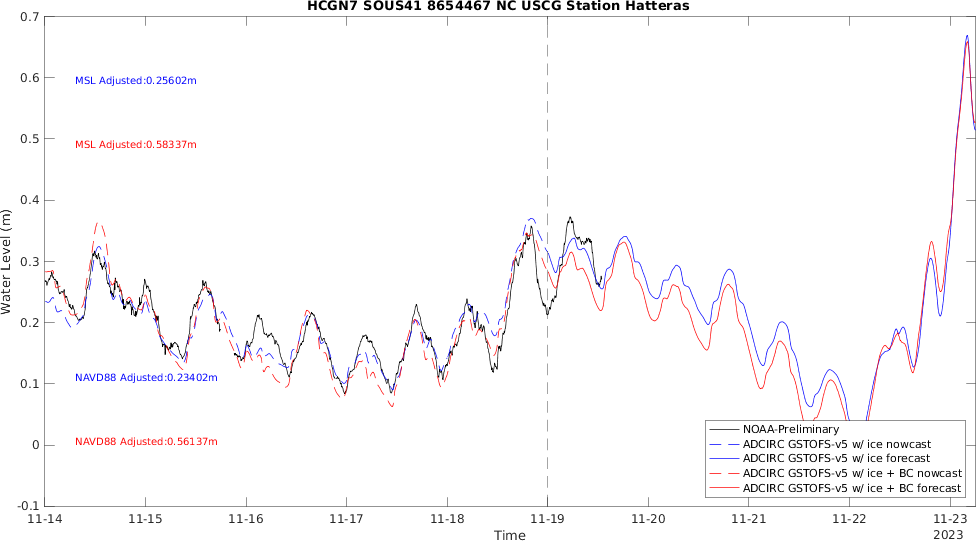 HCGN7 SOUS41 8654467 NC USCG Station Hatteras
0.7
0.6
0.5
0.4
0.3
0.2
0.1
0
-0.1
Water Level (m)
MSL Adjusted:0.25602m
MSL Adjusted:0.58337m
NAVD88 Adjusted:0.23402m
NAVD88 Adjusted:0.56137m
NOAA-Preliminary
ADCIRC GSTOFS-v5 w/ ice nowcast
ADCIRC GSTOFS-v5 w/ ice forecast
ADCIRC GSTOFS-v5 w/ ice + BC nowcast
ADCIRC GSTOFS-v5 w/ ice + BC forecast
11-14 11-15 11-16 11-17 11-18 11-19 11-20 11-21 11-22 11-23
Time
2023